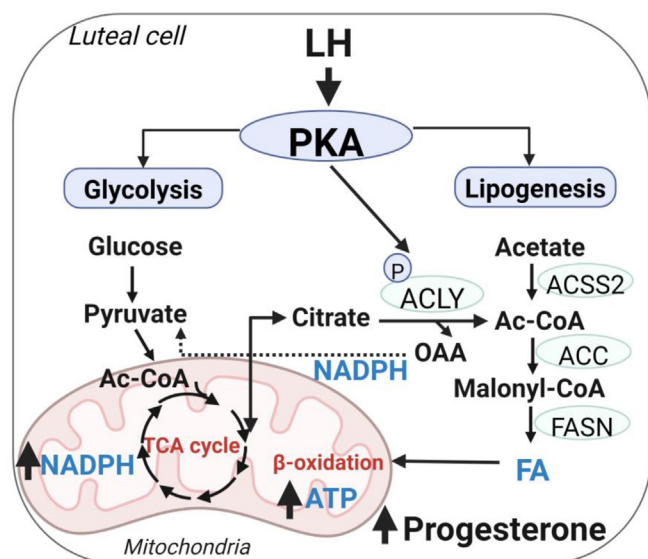 Luteal cell
LH
PKA
Glycolysis
Lipogenesis
Glucose
Acetate
P
ACSS2
ACLY
Pyruvate
Citrate
Ac-CoA
OAA
ACC
NADPH
Ac-CoA
Malonyl-CoA
FASN
TCA cycle
NADPH
β-oxidation
FA
ATP
Progesterone
Mitochondria